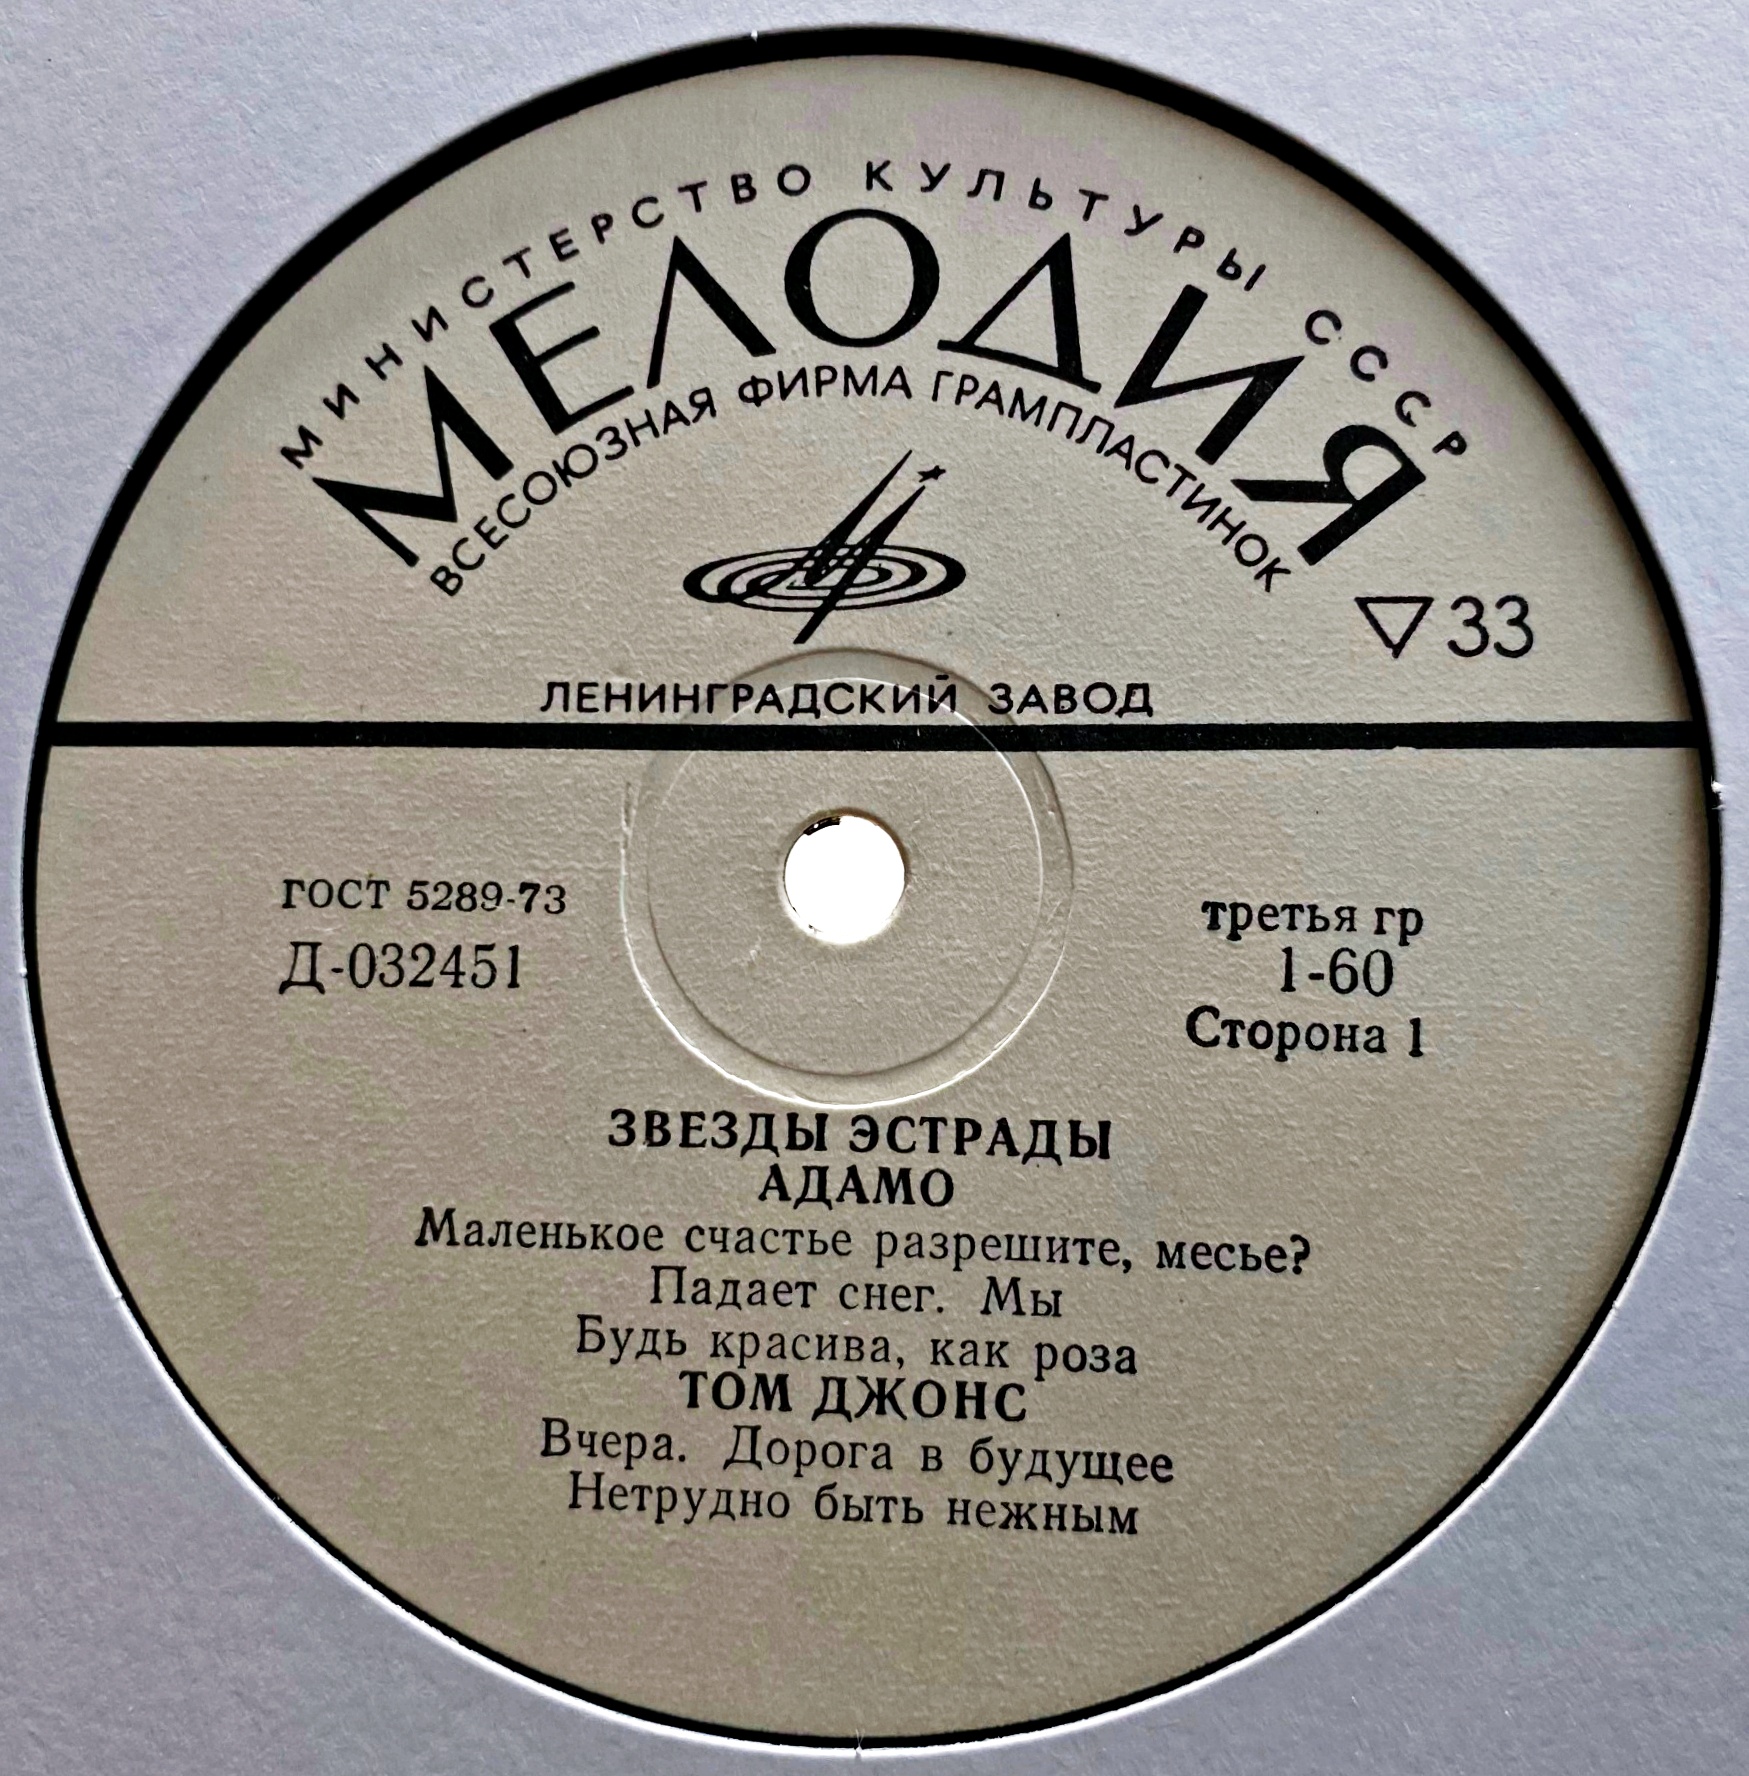 МИНИСТЕРСТВО КУЛЬТУРЫ СССР
МЕЛОДИЯ
ВСЕСОЮЗНАЯ ФИРМА ГРАМПЛАСТИНОК
33
ЛЕНИНГРАДСКИЙ ЗАВОД
ГОСТ 5289-73
Д-032451
третья гр
1-60
Сторона 1
ЗВЕЗДЫ ЭСТРАДЫ
АДАМО
Маленькое счастье разрешите, месье?
Падает снег. Мы
Будь красива, как роза
ТОМ ДЖОНС
Вчера. Дорога в будущее
Нетрудно быть нежным